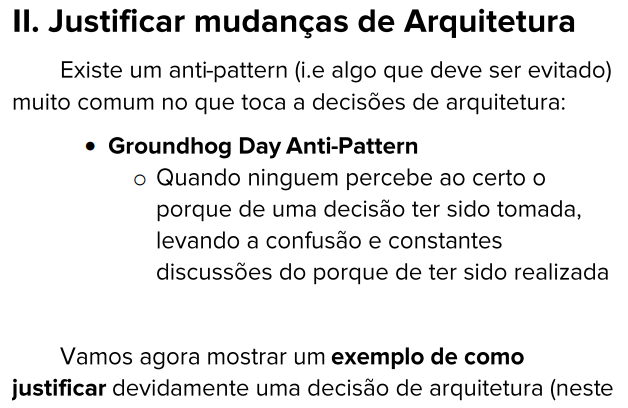 II. Justificar mudanças de Arquitetura
Existe um anti-pattern (i.e algo que deve ser evitado)
muito comum no que toca a decisões de arquitetura:
• Groundhog Day Anti-Pattern
○ Quando ninguem percebe ao certo o
porque de uma decisão ter sido tomada,
levando a confusão e constantes
discussões do porque de ter sido realizada
Vamos agora mostrar um exemplo de como
justificar devidamente uma decisão de arquitetura (neste